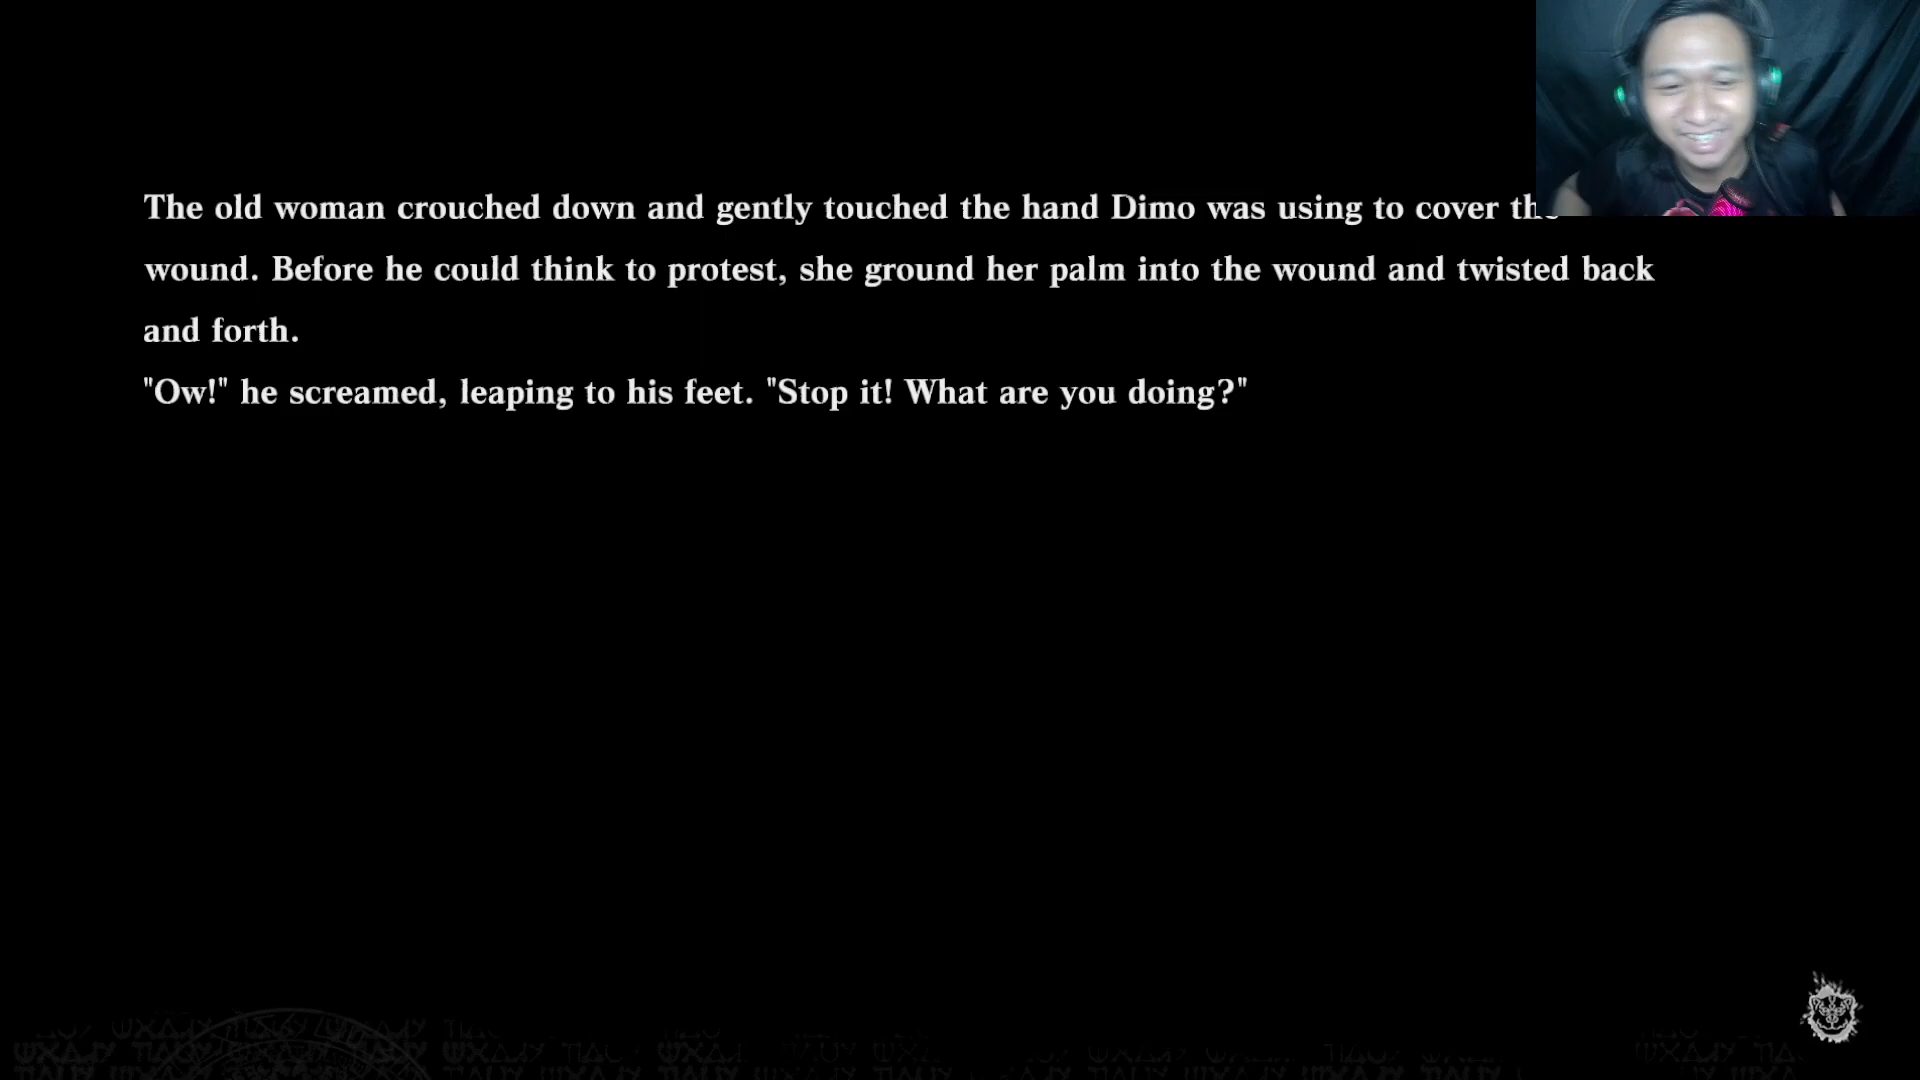 The old woman crouched down and gently touched the hand Dimo was using to cover the
wound. Before he could think to protest, she ground her palm into the wound and twisted back
and forth.
"Ow!" he screamed, leaping to his feet. "Stop it! What are you doing?"